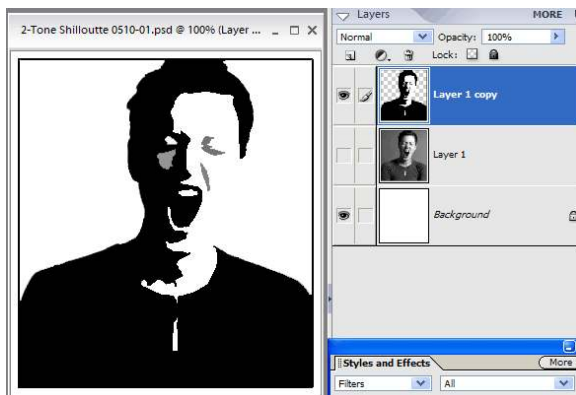 2-Tone Shilloutte 0510-01.psd @ 100% (Layer ...
Layers MORE
Normal Opacity: 100%
Lock:
Layer 1 copy
Layer 1
Background
Styles and Effects More
Filters All